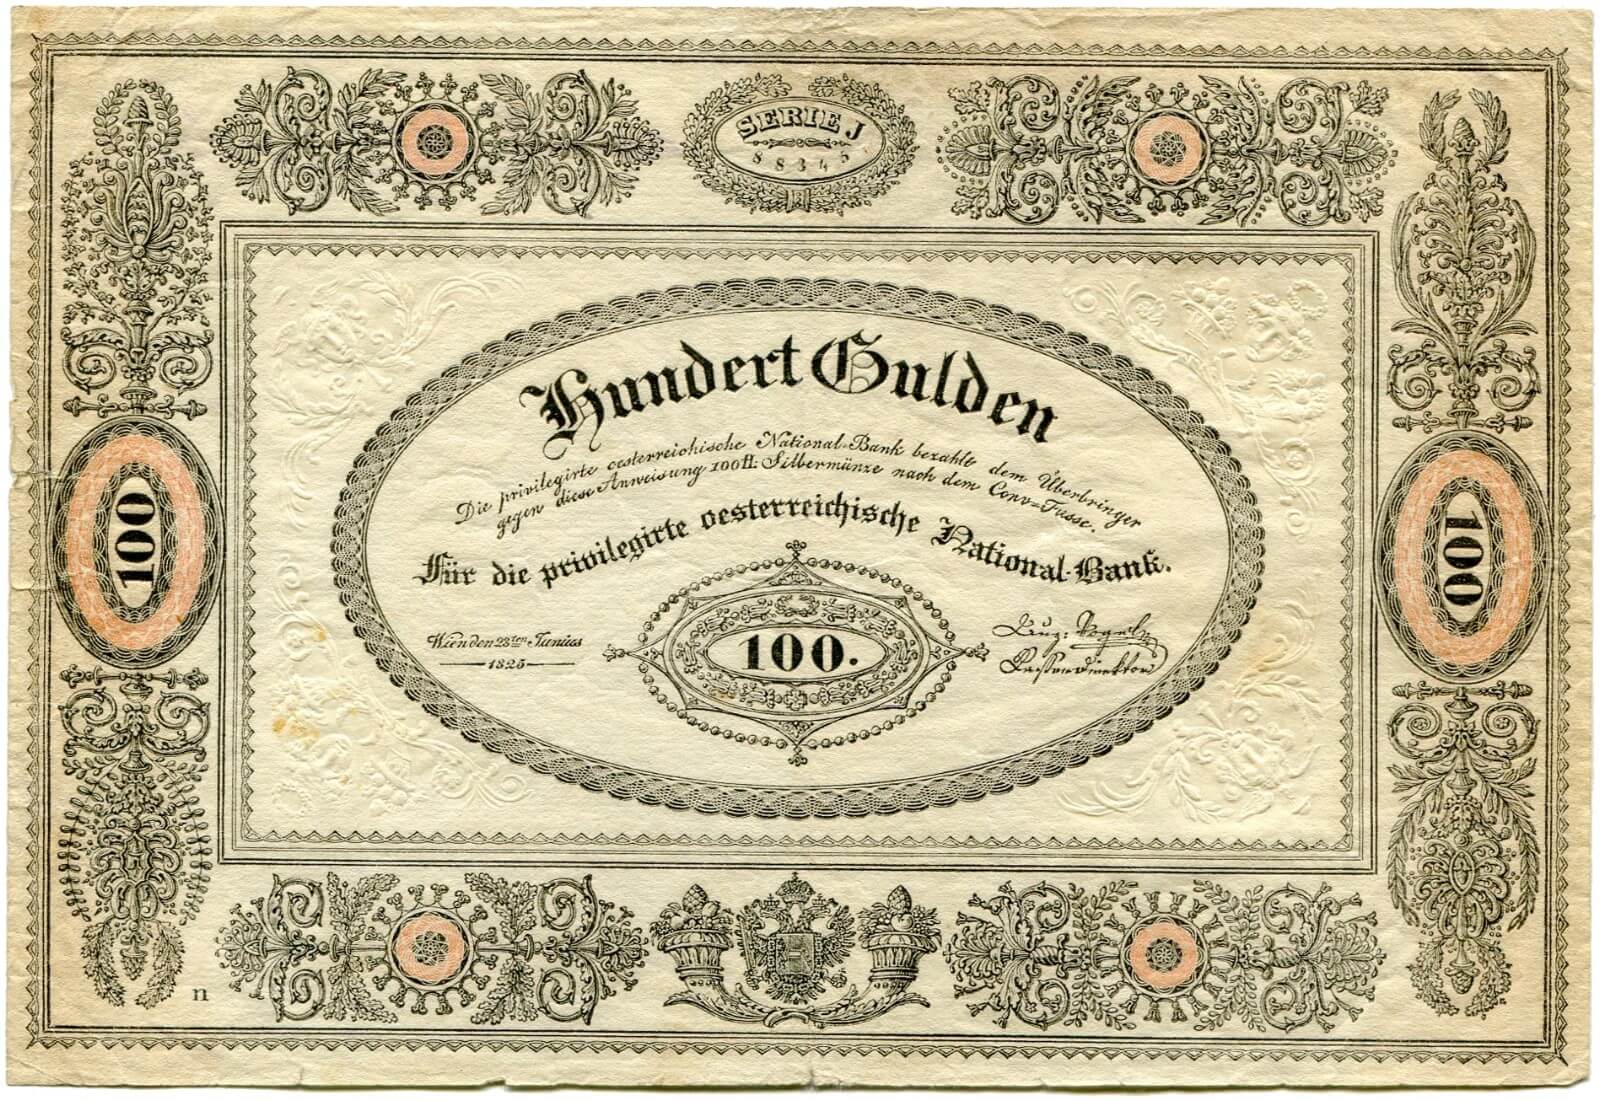 SERIE J
88345
Hundert Gulden
Die privilegirte oesterreichische National-Bank bezahlt dem Überbringer
gegen diese Anweisung 100 fl: Silbermünze nach dem Conv=Fusse.
Für die privilegirte oesterreichische National-Bank.
Wien den 23ten Junius
1825
100.
Cassendirektor
100
100
n